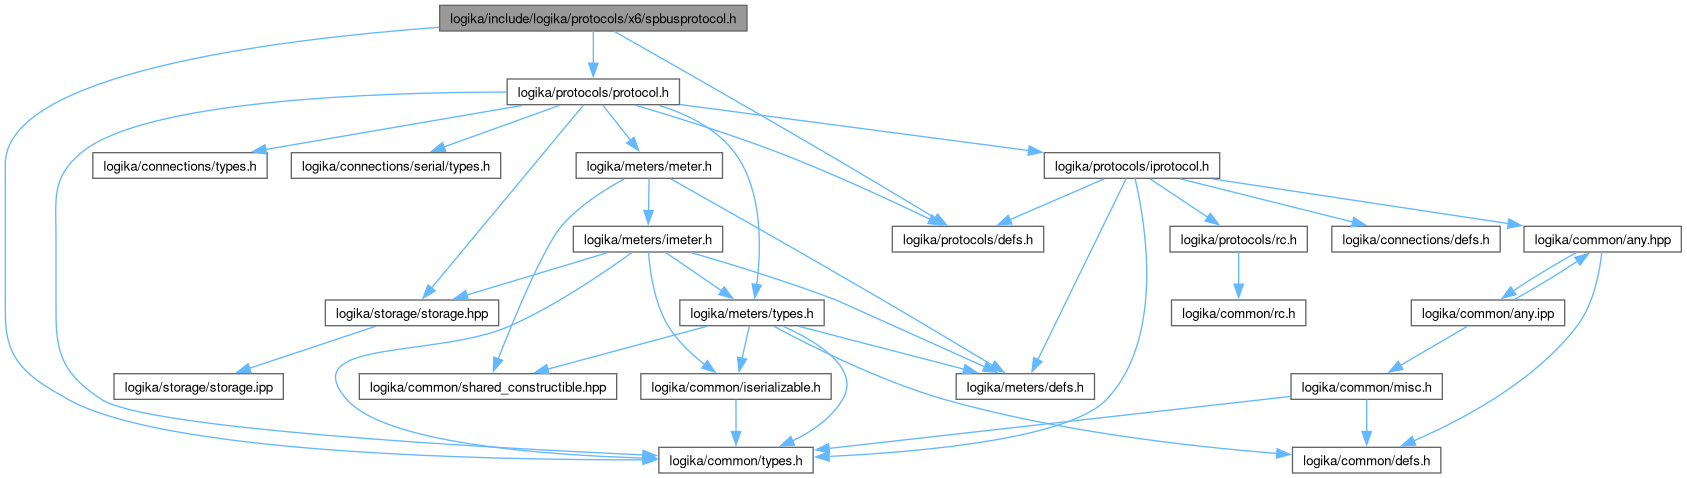 logika/include/logika/protocols/x6/spbusprotocol.h
logika/protocols/protocol.h
logika/connections/types.h
logika/connections/serial/types.h
logika/meters/meter.h
logika/protocols/iprotocol.h
logika/meters/imeter.h
logika/protocols/defs.h
logika/protocols/rc.h
logika/connections/defs.h
logika/common/any.hpp
logika/storage/storage.hpp
logika/meters/types.h
logika/common/rc.h
logika/common/any.ipp
logika/storage/storage.ipp
logika/common/shared_constructible.hpp
logika/common/iserializable.h
logika/meters/defs.h
logika/common/misc.h
logika/common/types.h
logika/common/defs.h